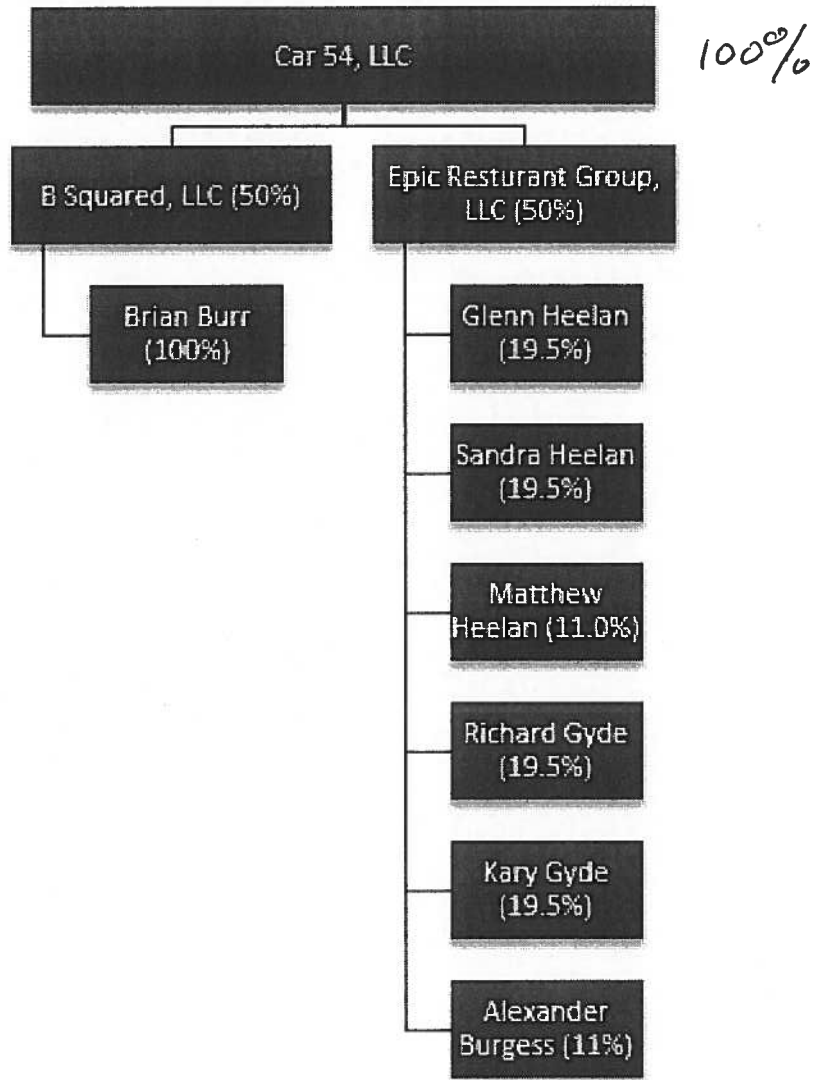 Car 54, LLC
100%
B Squared, LLC (50%)
Epic Resturant Group,
LLC (50%)
Brian Burr
(100%)
Glenn Heelan
(19.5%)
Sandra Heelan
(19.5%)
Matthew
Heelan (11.0%)
Richard Gyde
(19.5%)
Kary Gyde
(19.5%)
Alexander
Burgess (11%)